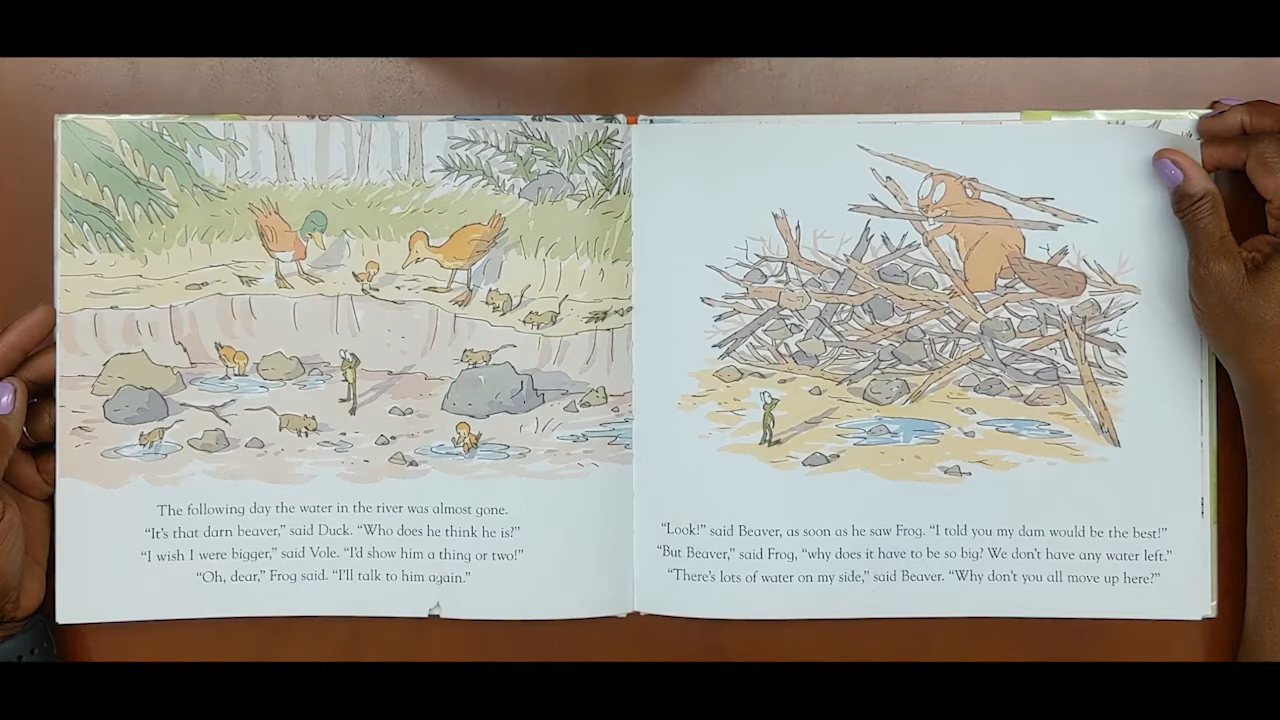 The following day the water in the river was almost gone.
“It’s that darn beaver,” said Duck. “Who does he think he is?”
“I wish I were bigger,” said Vole. “I’d show him a thing or two!”
“Oh, dear,” Frog said. “I’ll talk to him again.”
“Look!” said Beaver, as soon as he saw Frog. “I told you my dam would be the best!”
“But Beaver,” said Frog, “why does it have to be so big? We don’t have any water left.”
“There’s lots of water on my side,” said Beaver. “Why don’t you all move up here?”